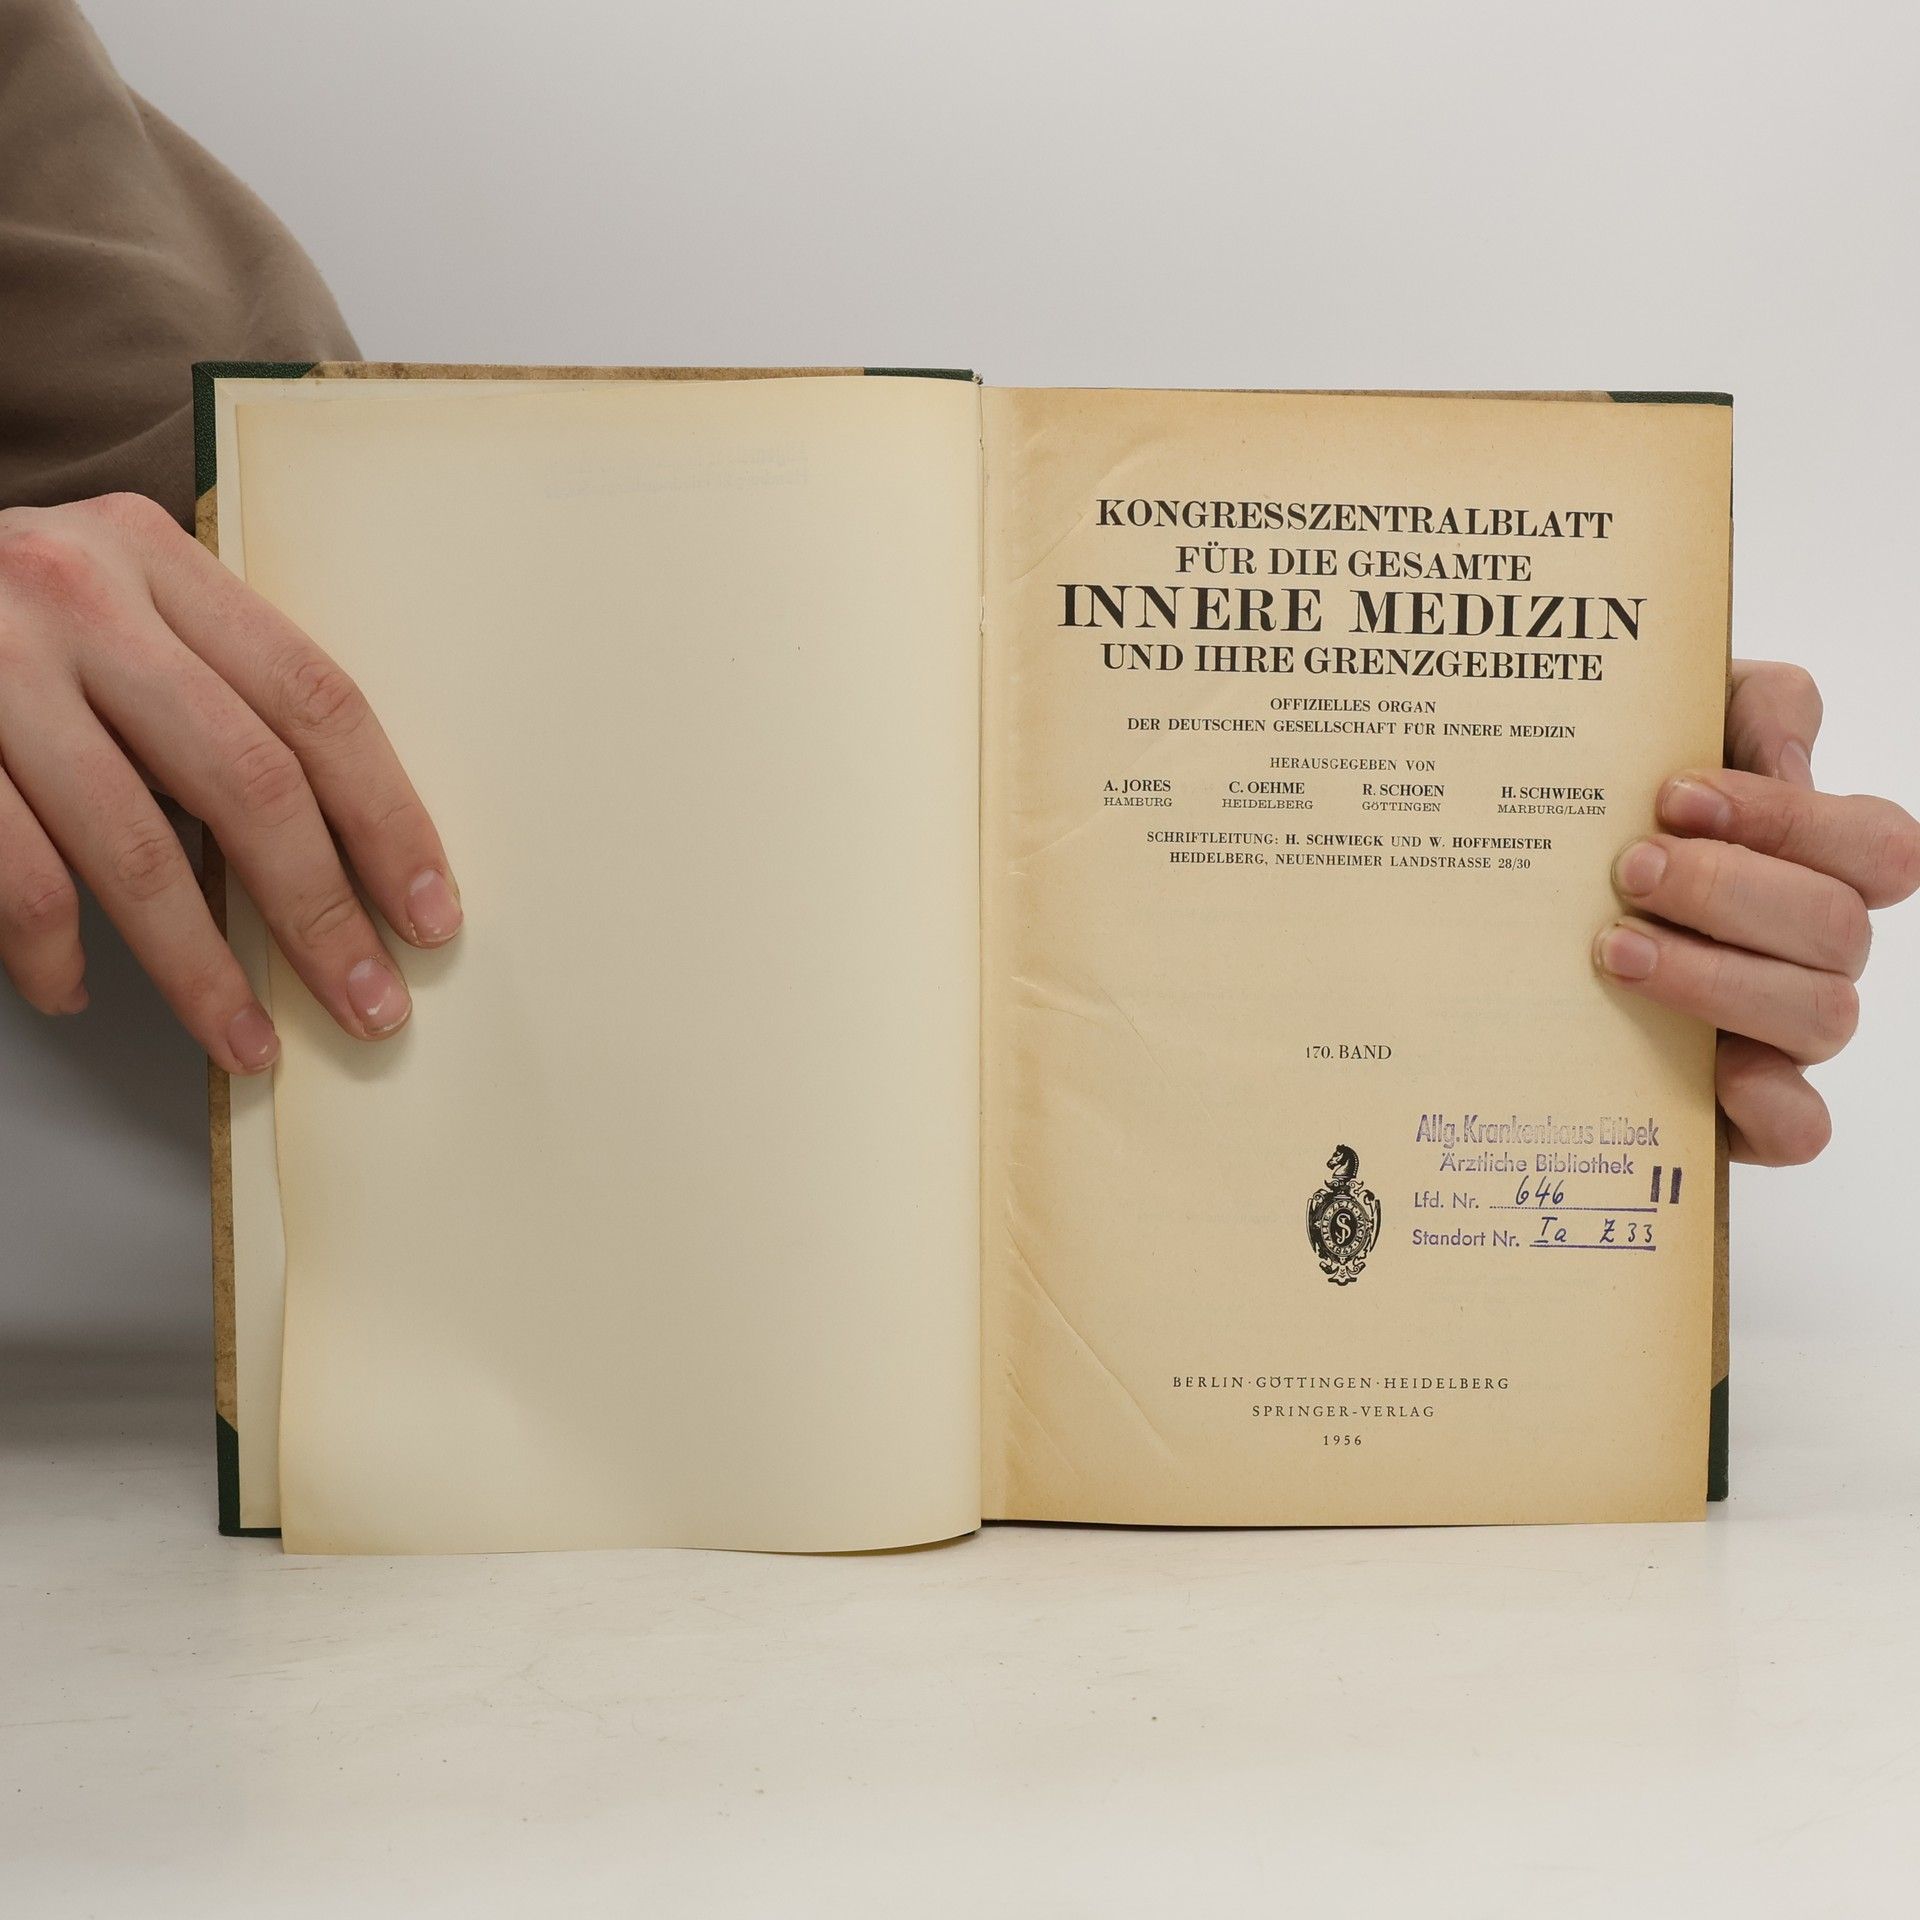 KONGRESSZENTRALBLATT
FÜR DIE GESAMTE
INNERE MEDIZIN
UND IHRE GRENZGEBIETE
OFFIZIELLES ORGAN
DER DEUTSCHEN GESELLSCHAFT FÜR INNERE MEDIZIN
HERAUSGEGEBEN VON
A. JORES C. OEHME R. SCHOEN H. SCHWIEGK
HAMBURG HEIDELBERG GÖTTINGEN MARBURG/LAHN
SCHRIFTLEITUNG: H. SCHWIEGK UND W. HOFFMEISTER
HEIDELBERG, NEUENHEIMER LANDSTRASSE 28/30
170. BAND
Allg. Krankenhaus Eilbek
Ärztliche Bibliothek
Lfd. Nr. 646
Standort Nr. Ia Z 33
BERLIN · GÖTTINGEN · HEIDELBERG
SPRINGER-VERLAG
1956